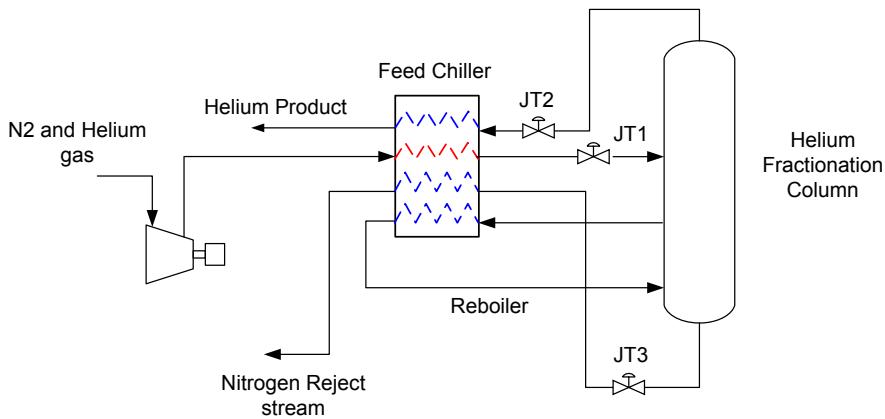 Feed Chiller
JT2
Helium Product
N2 and Helium
gas
JT1
Helium
Fractionation
Column
Reboiler
JT3
Nitrogen Reject
stream